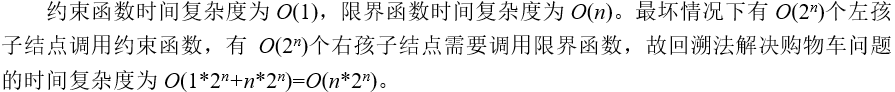 约束函数时间复杂度为 O(1)，限界函数时间复杂度为 O(n)。最坏情况下有 O(2ⁿ)个左孩
子结点调用约束函数，有 O(2ⁿ)个右孩子结点需要调用限界函数，故回溯法解决购物车问题
的时间复杂度为 O(1*2ⁿ+n*2ⁿ)=O(n*2ⁿ)。